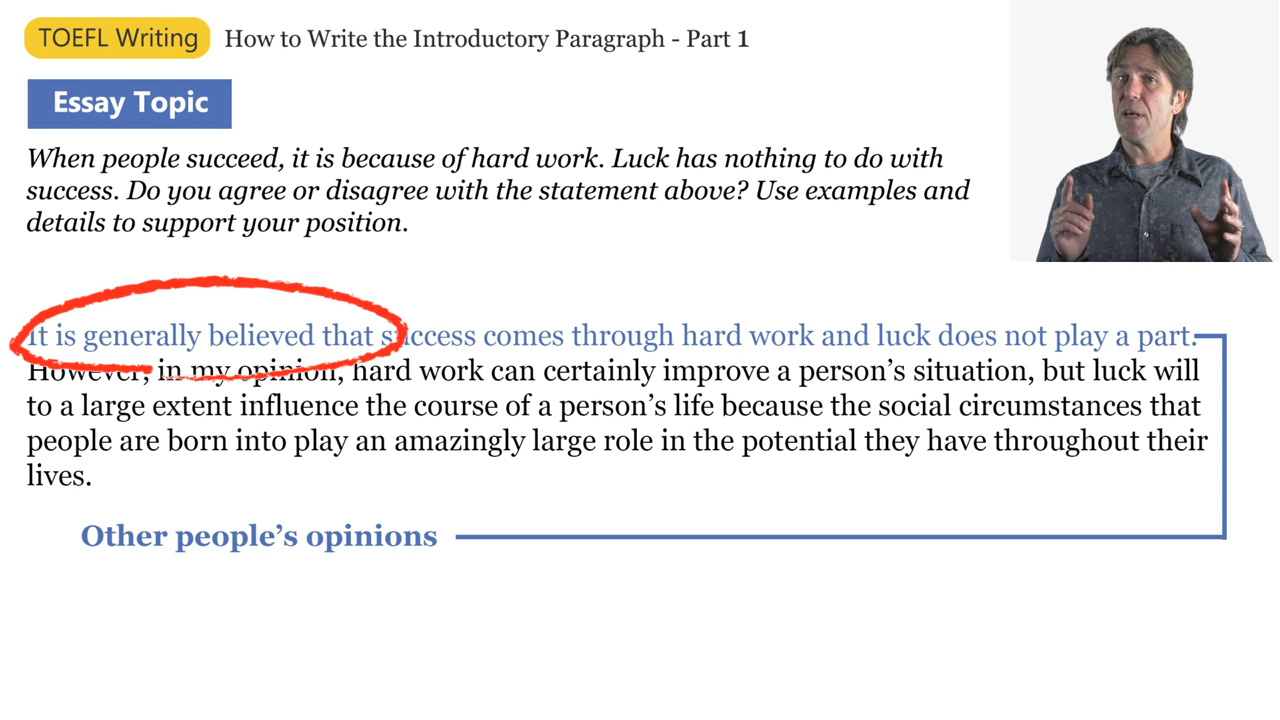 TOEFL Writing How to Write the Introductory Paragraph - Part 1
Essay Topic
When people succeed, it is because of hard work. Luck has nothing to do with
success. Do you agree or disagree with the statement above? Use examples and
details to support your position.
It is generally believed that success comes through hard work and luck does not play a part.
However, in my opinion, hard work can certainly improve a person's situation, but luck will
to a large extent influence the course of a person's life because the social circumstances that
people are born into play an amazingly large role in the potential they have throughout their
lives.
Other people's opinions